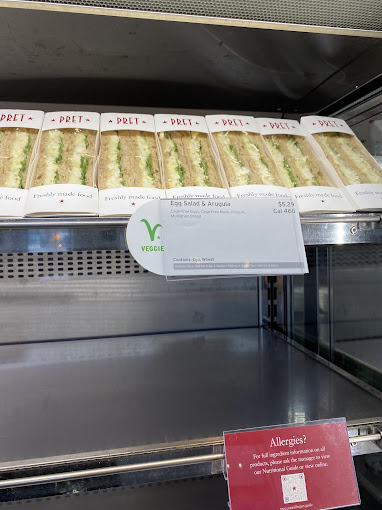 ★ PRET ★
★ PRET ★
★ PRET ★
★ PRET ★
★ PRET ★
★ PRET ★
★ PRET ★
made food
Freshly made food
Freshly made food
Freshly made food
Freshly made food
Freshly made food
Freshly made food
V.
VEGGIE
Egg Salad & Arugula $5.29
Cal 460
Contains: Egg, Wheat
Allergies?
For full ingredient information on all
products, please ask the manager to view
our Nutritional Guide or view online.